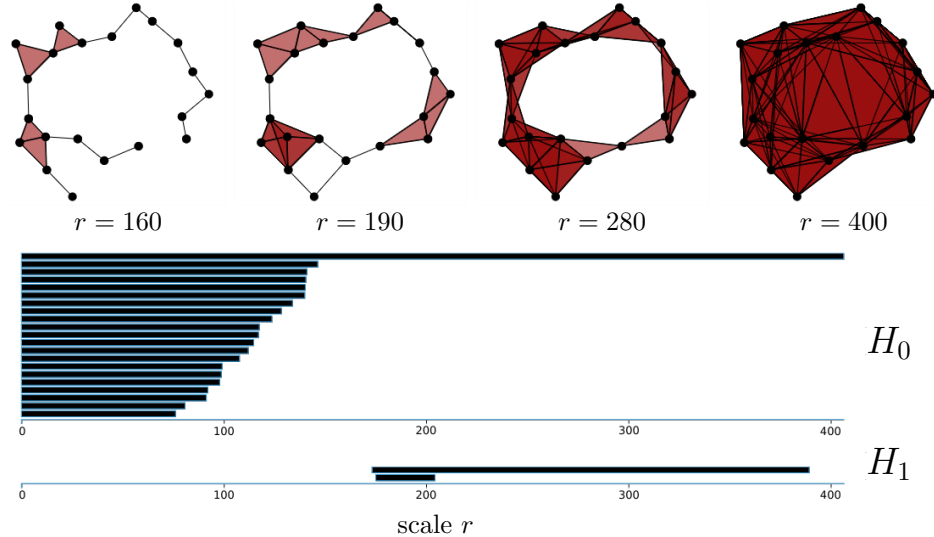 r = 160 r = 190 r = 280 r = 400
H₀
0 100 200 300 400
H₁
0 100 200 300 400
scale r